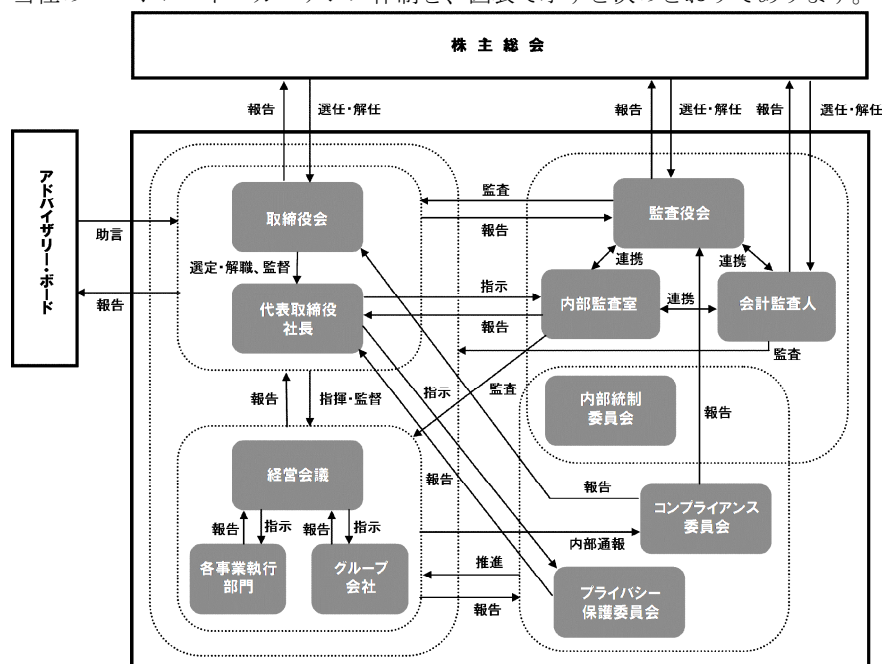 株主総会
報告
選任・解任
報告
選任・解任
報告
選任・解任
アドバイザリー・ボード
助言
報告
取締役会
選定・解職、監督
代表取締役
社長
監査
報告
監査役会
連携
連携
指示
報告
内部監査室
連携
会計監査人
監査
報告
指揮・監督
指示
監査
内部統制
委員会
報告
経営会議
報告
指示
報告
指示
各事業執行
部門
グループ
会社
報告
報告
コンプライアンス
委員会
内部通報
推進
報告
プライバシー
保護委員会